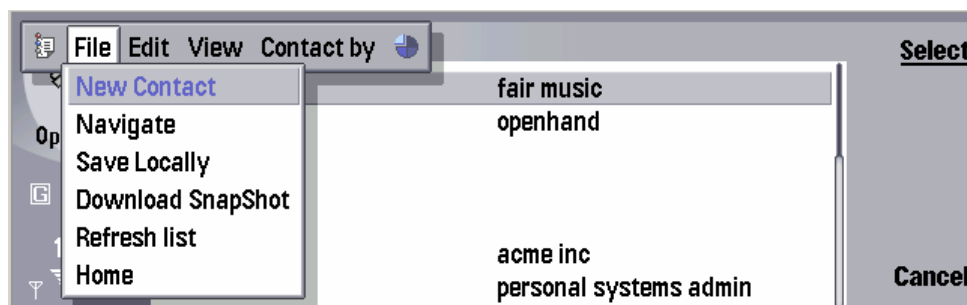 File Edit View Contact by
Select
New Contact
fair music
Navigate
openhand
Save Locally
Download SnapShot
Refresh list
acme inc
Home
Cancel
personal systems admin